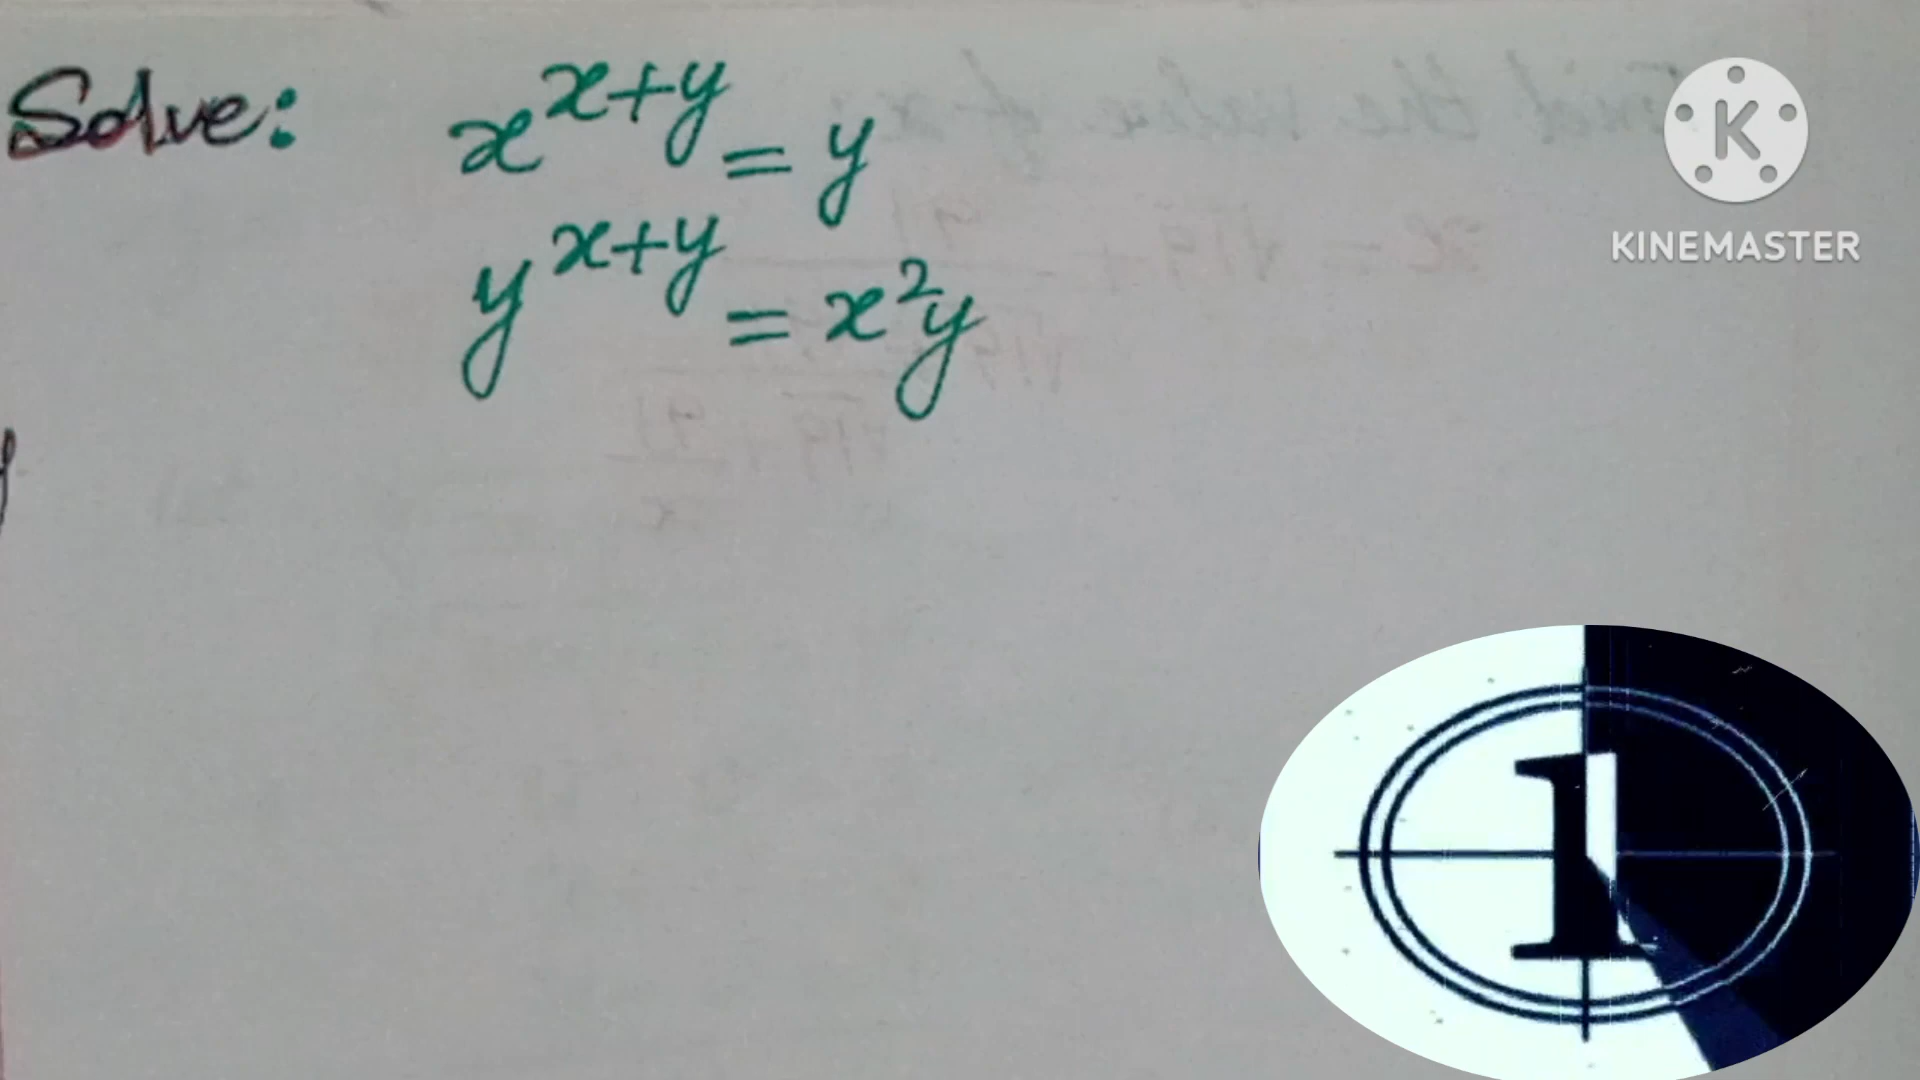 Solve: x^{x+y} = y
y^{x+y} = x²y
K
KINEMASTER
1